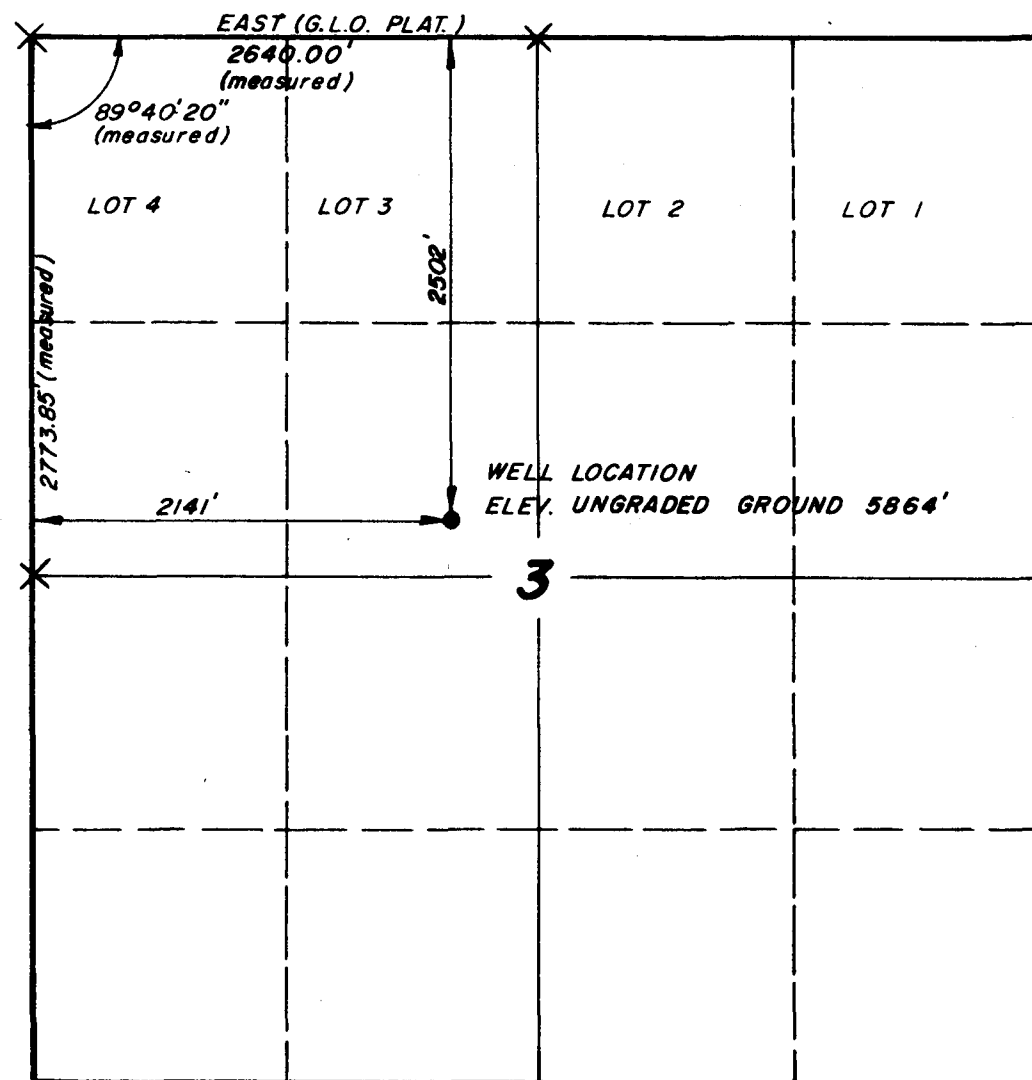 EAST (G.L.O. PLAT.)
2640.00'
(measured)
89°40'20"
(measured)
LOT 4
LOT 3
LOT 2
LOT 1
2502'
2773.85' (measured)
WELL LOCATION
ELEV. UNGRADED GROUND 5864'
2141'
3